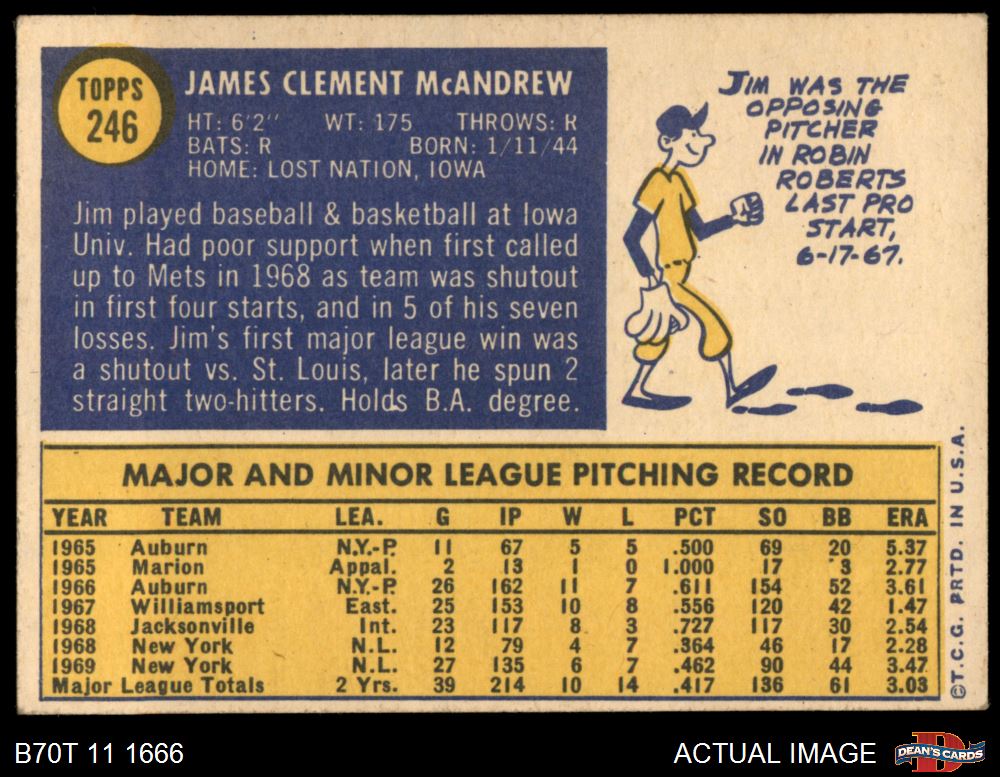 TOPPS
246
JAMES CLEMENT McANDREW
HT: 6'2" WT: 175 THROWS: R
BATS: R BORN: 1/11/44
HOME: LOST NATION, IOWA
Jim played baseball & basketball at Iowa
Univ. Had poor support when first called
up to Mets in 1968 as team was shutout
in first four starts, and in 5 of his seven
losses. Jim's first major league win was
a shutout vs. St. Louis, later he spun 2
straight two-hitters. Holds B.A. degree.
JIM WAS THE
OPPOSING
PITCHER
IN ROBIN
ROBERTS
LAST PRO
START,
6-17-67.
MAJOR AND MINOR LEAGUE PITCHING RECORD
YEAR TEAM LEA. G IP W L PCT SO BB ERA
1965 Auburn N.Y.-P. 11 67 5 5 .500 69 20 5.37
1965 Marion Appal. 2 13 1 0 1.000 17 3 2.77
1966 Auburn N.Y.-P. 26 162 11 7 .611 154 52 3.61
1967 Williamsport East. 25 153 10 8 .556 120 42 1.47
1968 Jacksonville Int. 23 117 8 3 .727 117 30 2.54
1968 New York N.L. 12 79 4 7 .364 46 17 2.28
1969 New York N.L. 27 135 6 7 .462 90 44 3.47
Major League Totals 2 Yrs. 39 214 10 14 .417 136 61 3.03
©T.C.G. PRTD. IN U.S.A.
B70T 11 1666
ACTUAL IMAGE
D
DEAN'S CARDS